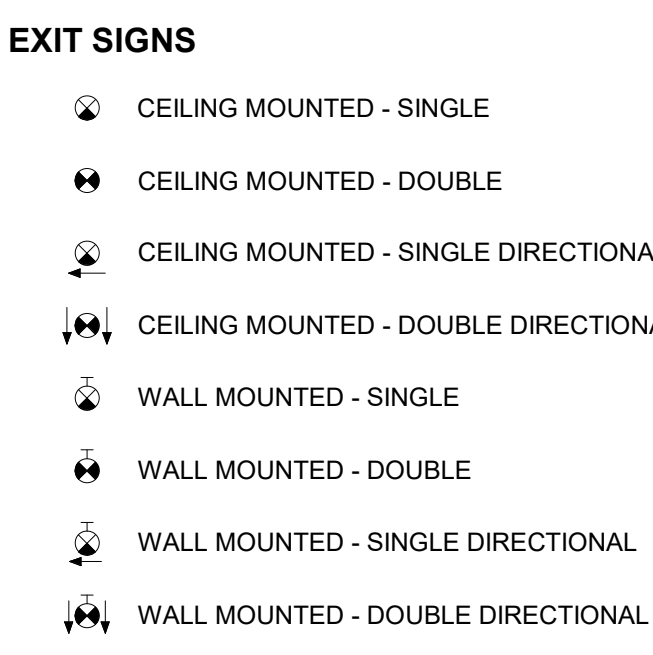 EXIT SIGNS
CEILING MOUNTED - SINGLE
CEILING MOUNTED - DOUBLE
CEILING MOUNTED - SINGLE DIRECTIONA
CEILING MOUNTED - DOUBLE DIRECTIONA
WALL MOUNTED - SINGLE
WALL MOUNTED - DOUBLE
WALL MOUNTED - SINGLE DIRECTIONAL
WALL MOUNTED - DOUBLE DIRECTIONAL